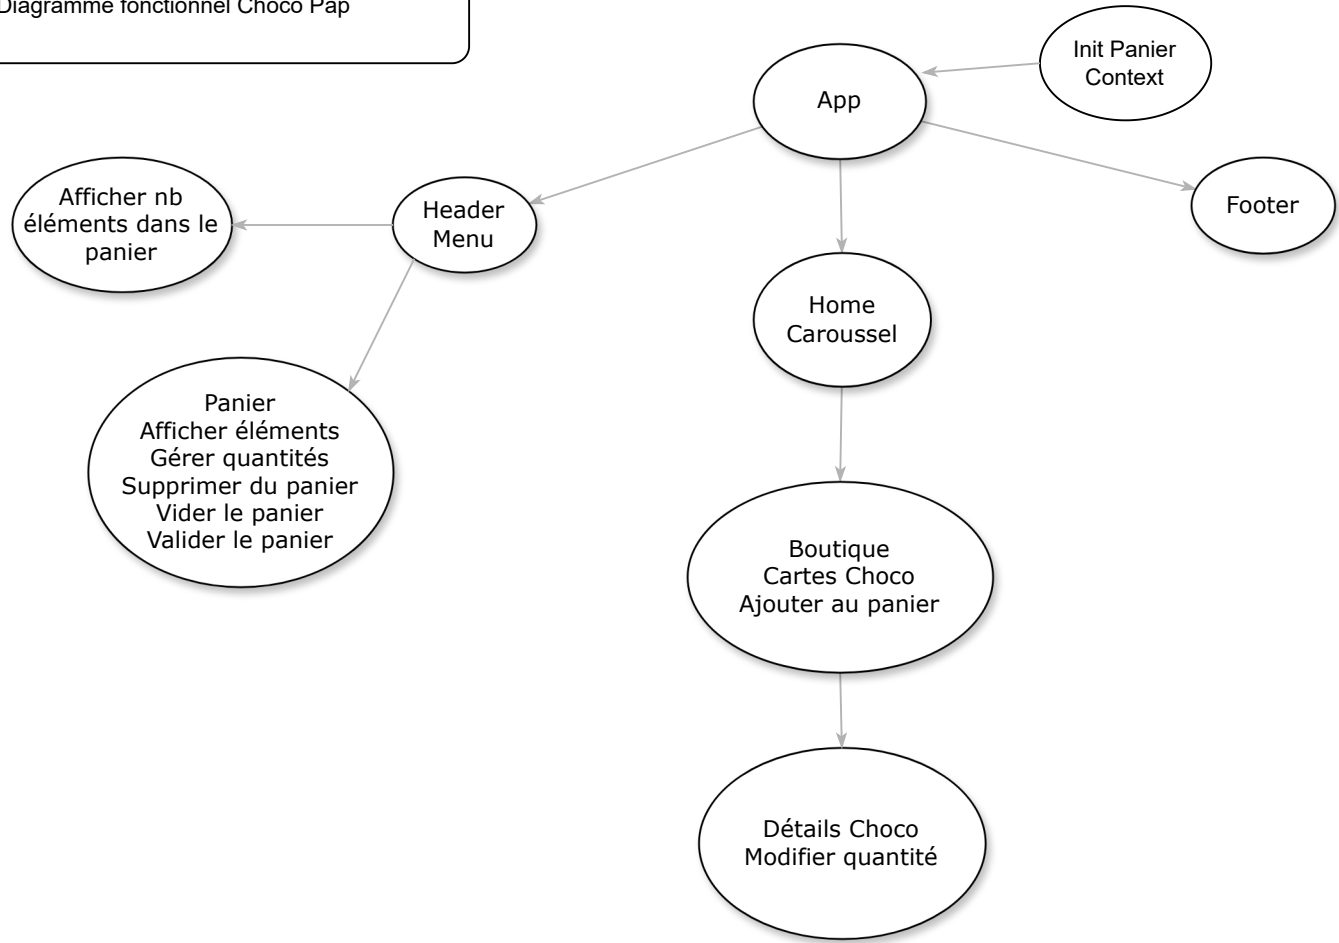 Diagramme fonctionnel Choco Pap
Init Panier
Context
App
Afficher nb
éléments dans le
panier
Header
Menu
Footer
Home
Caroussel
Panier
Afficher éléments
Gérer quantités
Supprimer du panier
Vider le panier
Valider le panier
Boutique
Cartes Choco
Ajouter au panier
Détails Choco
Modifier quantité